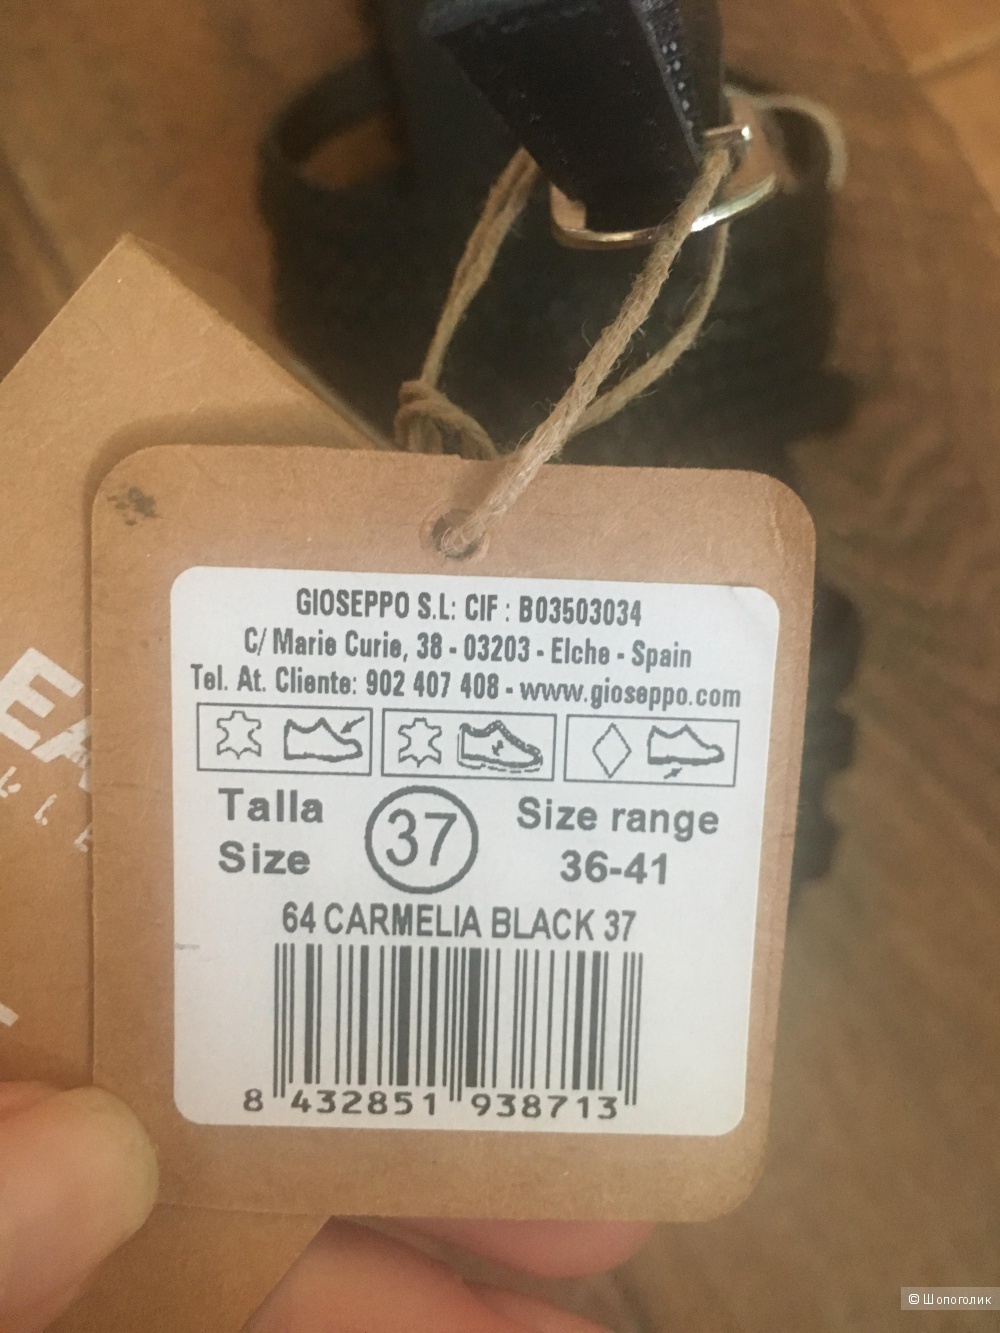 GIOSEPPO S.L: CIF : B03503034
C/ Marie Curie, 38 - 03203 - Elche - Spain
Tel. At. Cliente: 902 407 408 - www.gioseppo.com
Talla
Size
37
Size range
36-41
64 CARMELIA BLACK 37
8 432851 938713
© Шопоголик